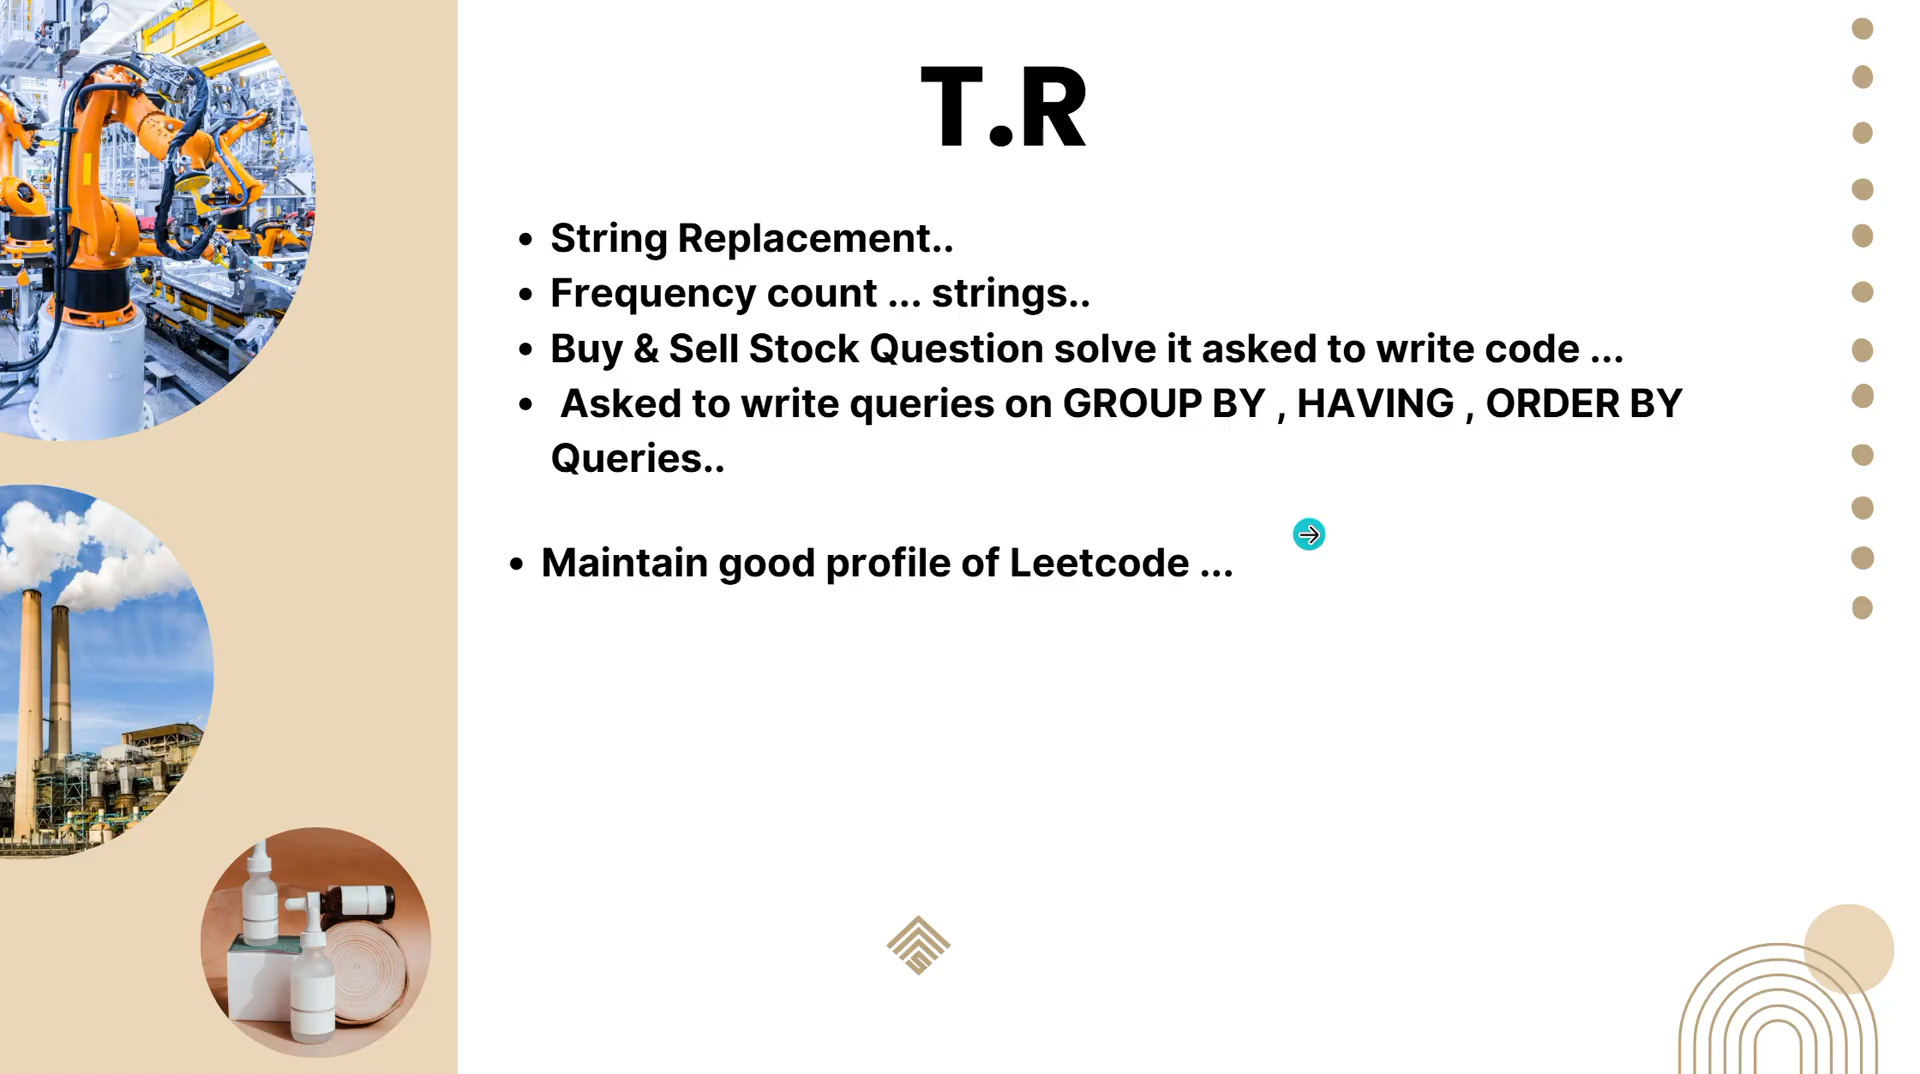 T.R
• String Replacement..
• Frequency count ... strings..
• Buy & Sell Stock Question solve it asked to write code ...
• Asked to write queries on GROUP BY , HAVING , ORDER BY
Queries..
• Maintain good profile of Leetcode ...